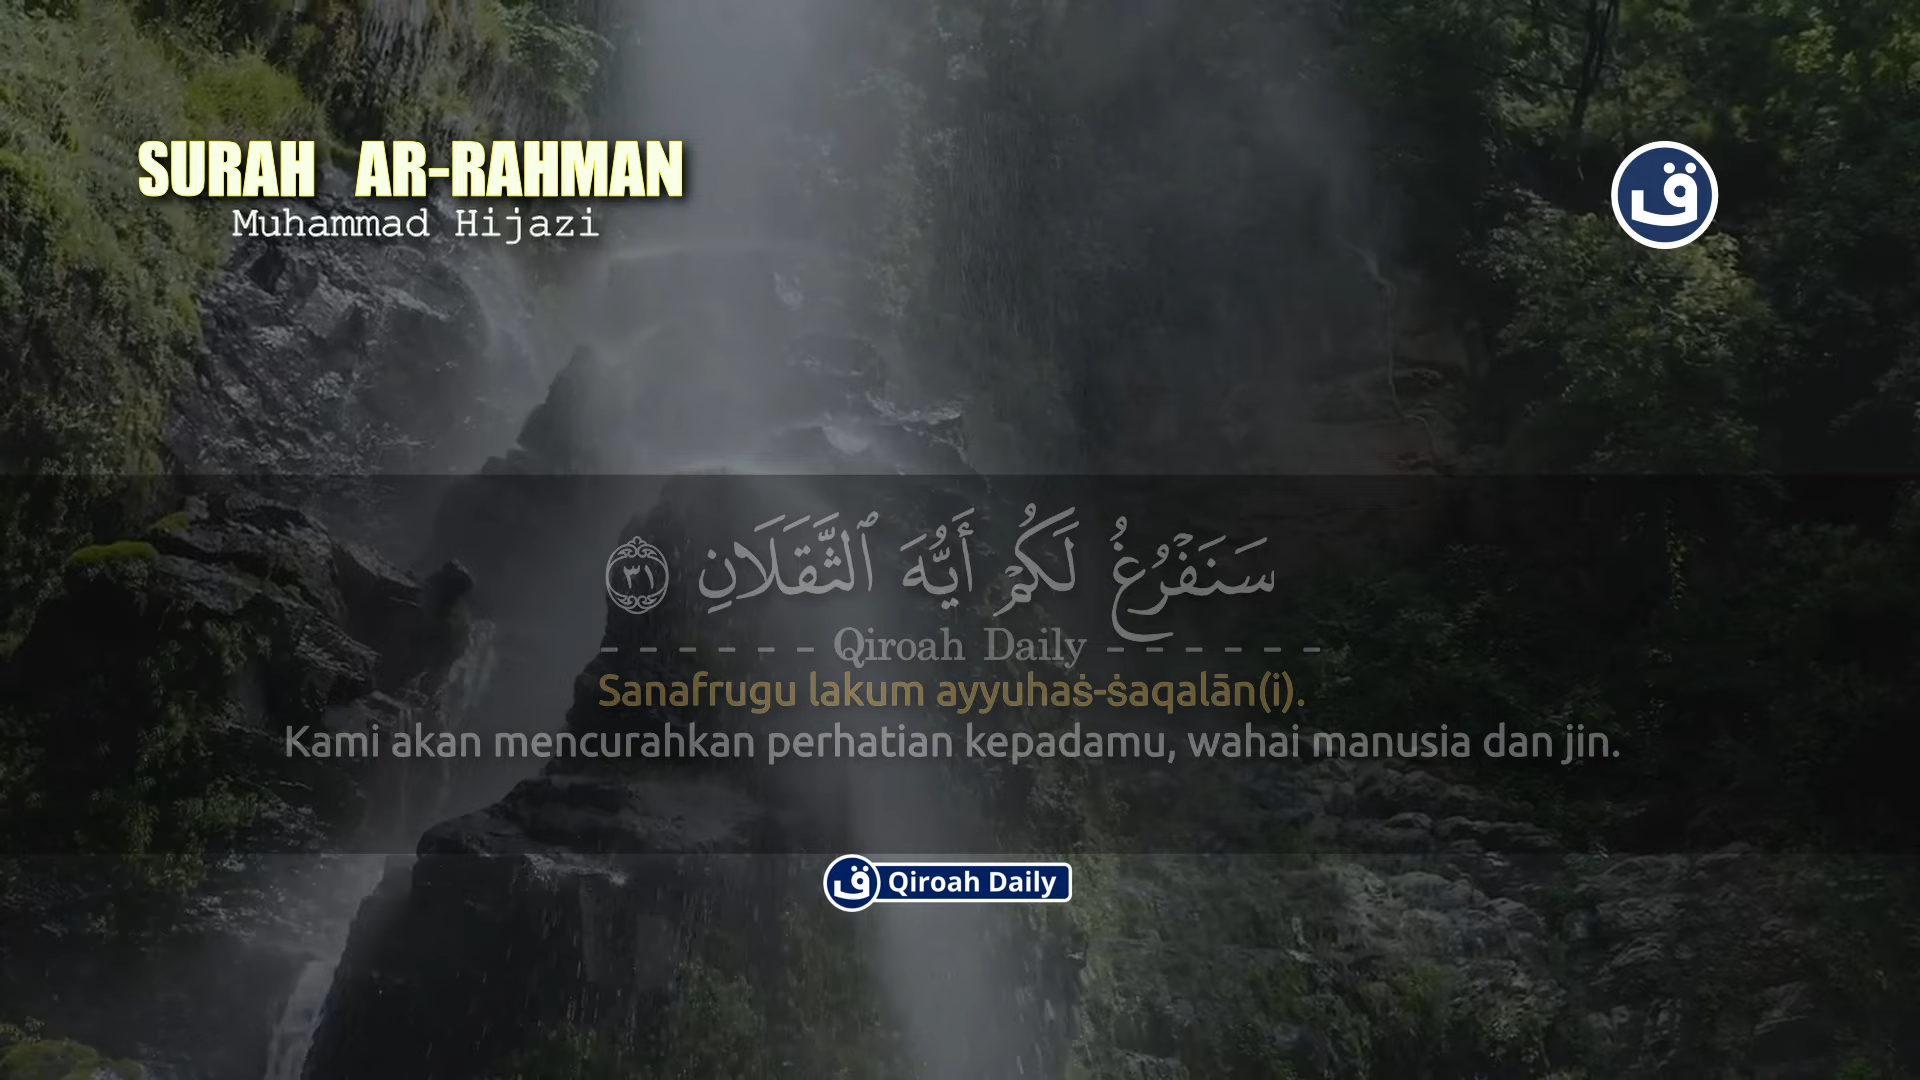 SURAH AR-RAHMAN
Muhammad Hijazi
ق
سَنَفْرُغُ لَكُمْ أَيُّهَ ٱلثَّقَلَانِ ٣١
- - - - - - Qiroah Daily - - - - - -
Sanafrugu lakum ayyuhaṡ-ṡaqalān(i).
Kami akan mencurahkan perhatian kepadamu, wahai manusia dan jin.
ق Qiroah Daily